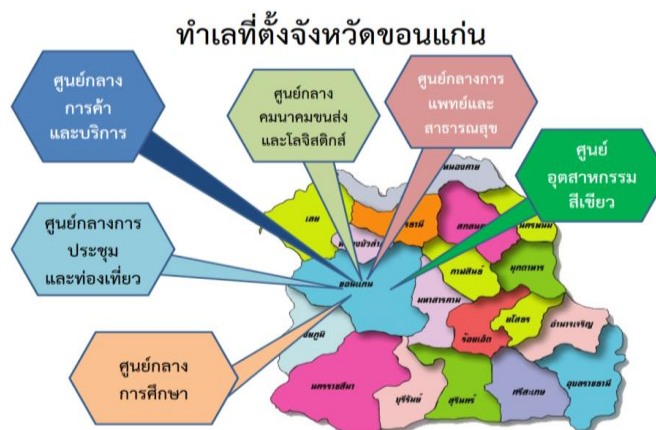 ทำเลที่ตั้งจังหวัดขอนแก่น
ศูนย์กลาง
การค้า
และบริการ
ศูนย์กลาง
คมนาคมขนส่ง
และโลจิสติกส์
ศูนย์กลางการ
แพทย์และ
สาธารณสุข
ศูนย์
อุตสาหกรรม
สีเขียว
ศูนย์กลางการ
ประชุม
และท่องเที่ยว
ศูนย์กลาง
การศึกษา
หนองคาย
เลย
นครพนม
ขอนแก่น
กาฬสินธุ์
มุกดาหาร
มหาสารคาม
ร้อยเอ็ด
ยโสธร
อำนาจเจริญ
นครราชสีมา
บุรีรัมย์
สุรินทร์
ศรีสะเกษ
อุบลราชธานี